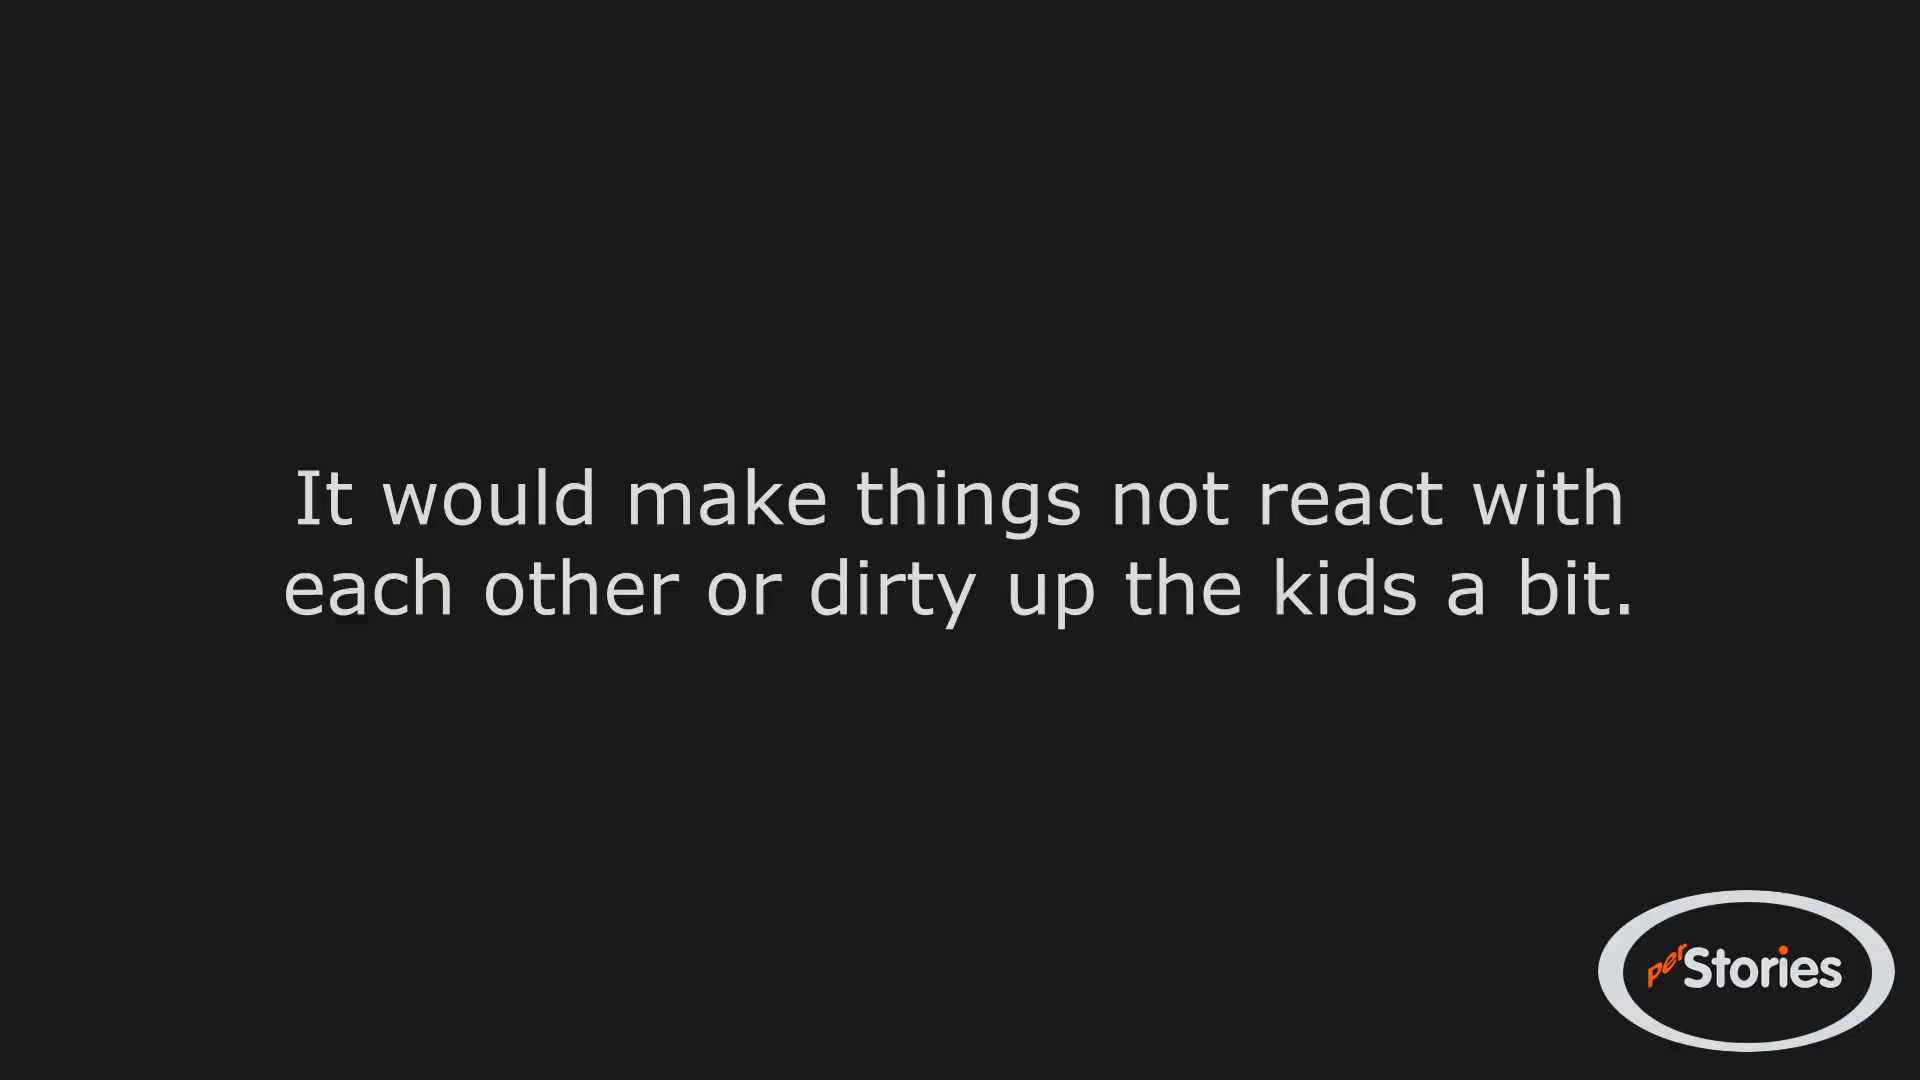 It would make things not react with
each other or dirty up the kids a bit.
perStories